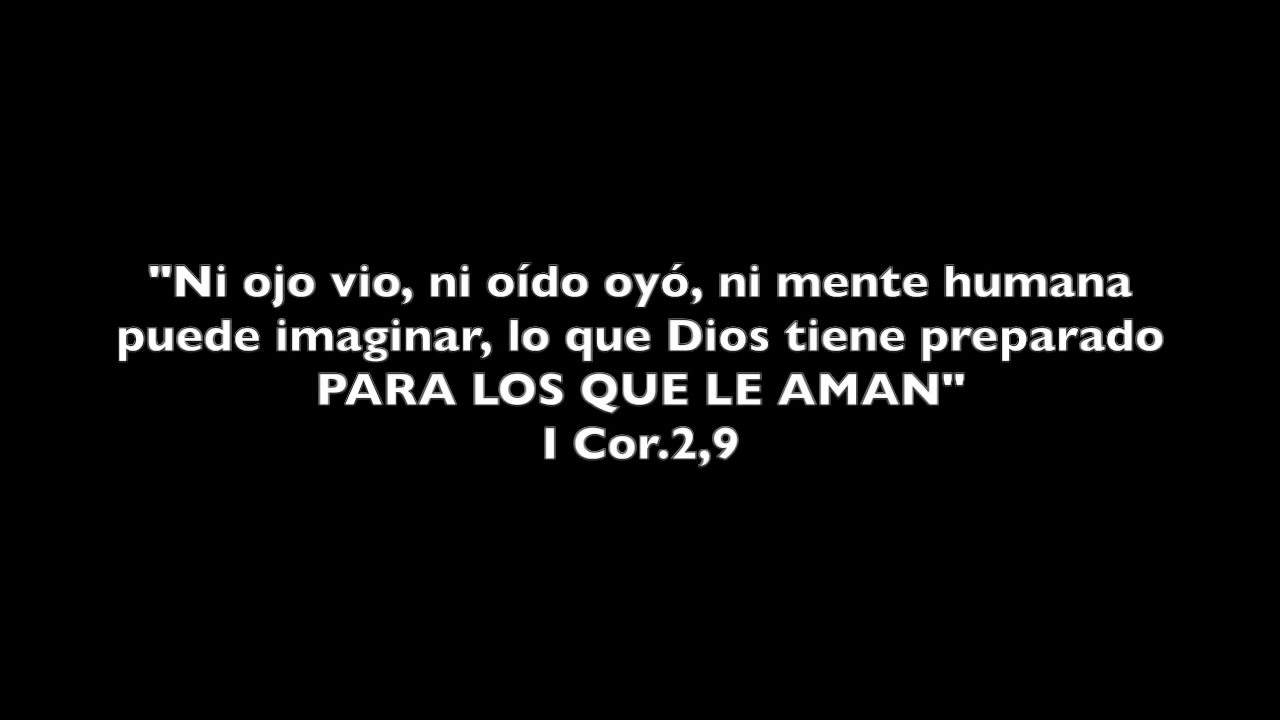 "Ni ojo vio, ni oído oyó, ni mente humana
puede imaginar, lo que Dios tiene preparado
PARA LOS QUE LE AMAN"
1 Cor.2,9